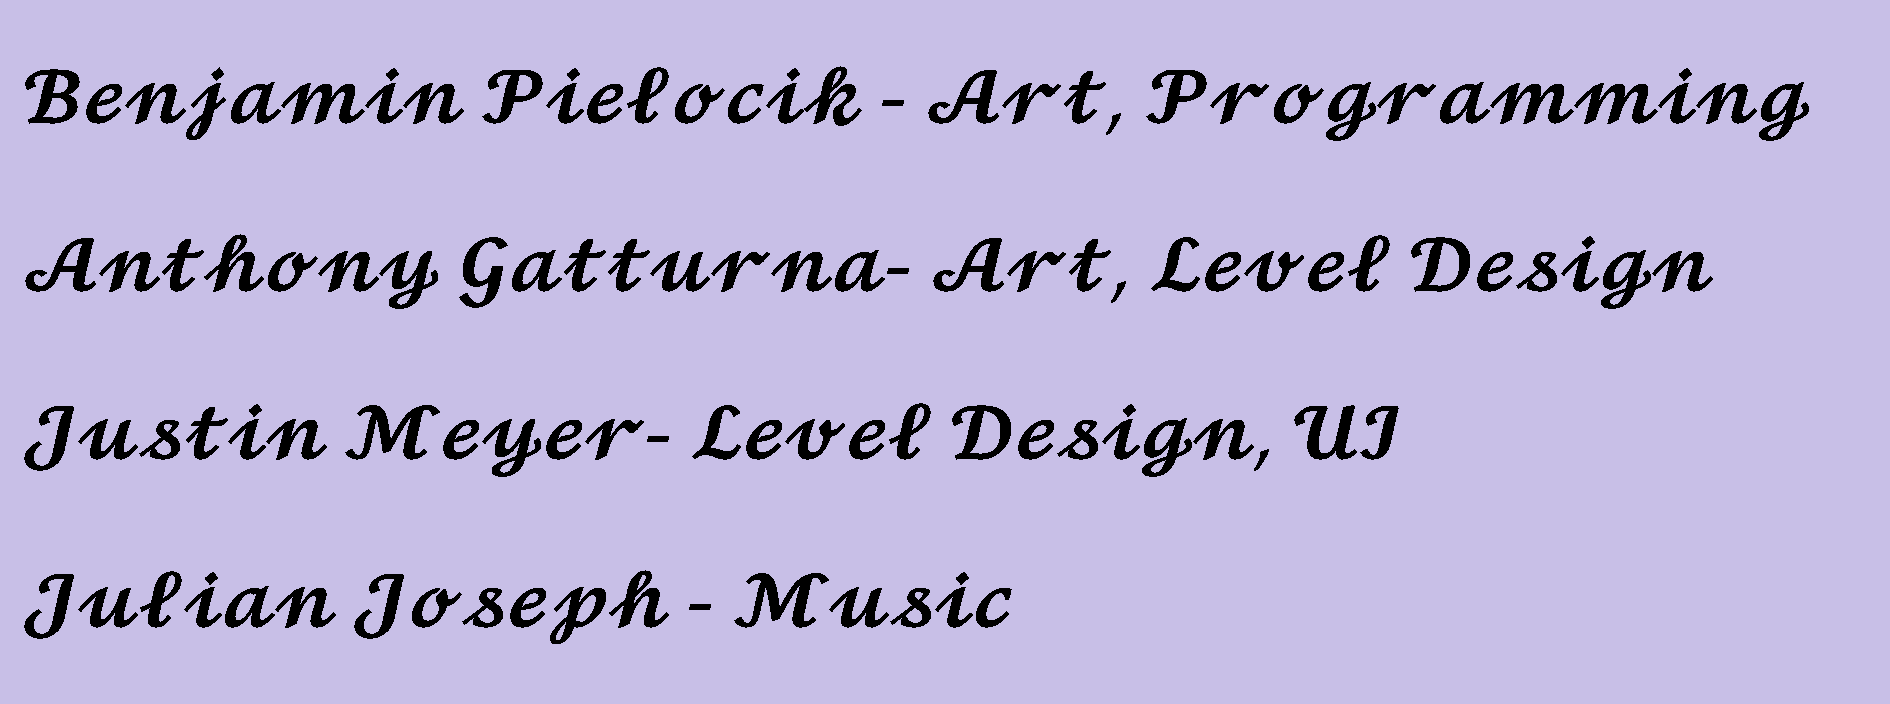 Benjamin Pielocik - Art, Programming
Anthony Gatturna- Art, Level Design
Justin Meyer- Level Design, UI
Julian Joseph - Music